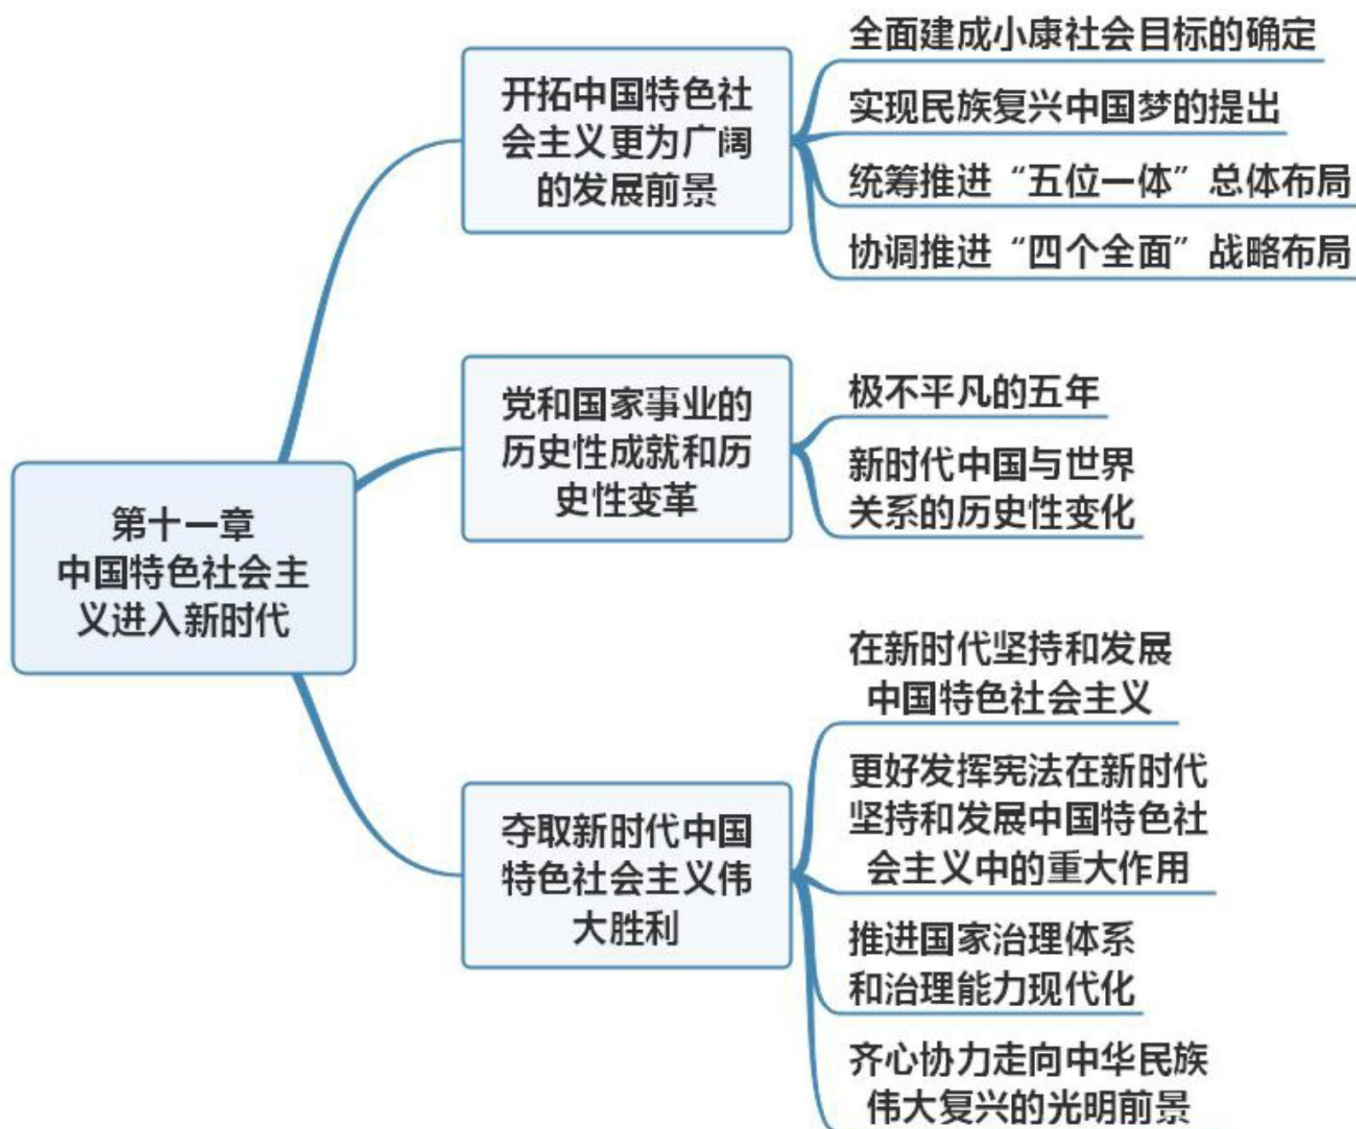 第十一章
中国特色社会主
义进入新时代
开拓中国特色社
会主义更为广阔
的发展前景
全面建成小康社会目标的确定
实现民族复兴中国梦的提出
统筹推进“五位一体”总体布局
协调推进“四个全面”战略布局
党和国家事业的
历史性成就和历
史性变革
极不平凡的五年
新时代中国与世界
关系的历史性变化
夺取新时代中国
特色社会主义伟
大胜利
在新时代坚持和发展
中国特色社会主义
更好发挥宪法在新时代
坚持和发展中国特色社
会主义中的重大作用
推进国家治理体系
和治理能力现代化
齐心协力走向中华民族
伟大复兴的光明前景